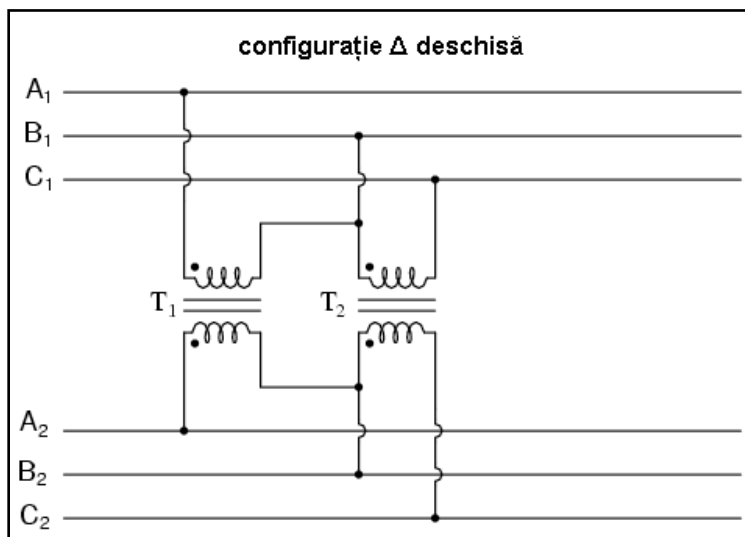 configurație Δ deschisă
A₁
B₁
C₁
T₁ T₂
A₂
B₂
C₂